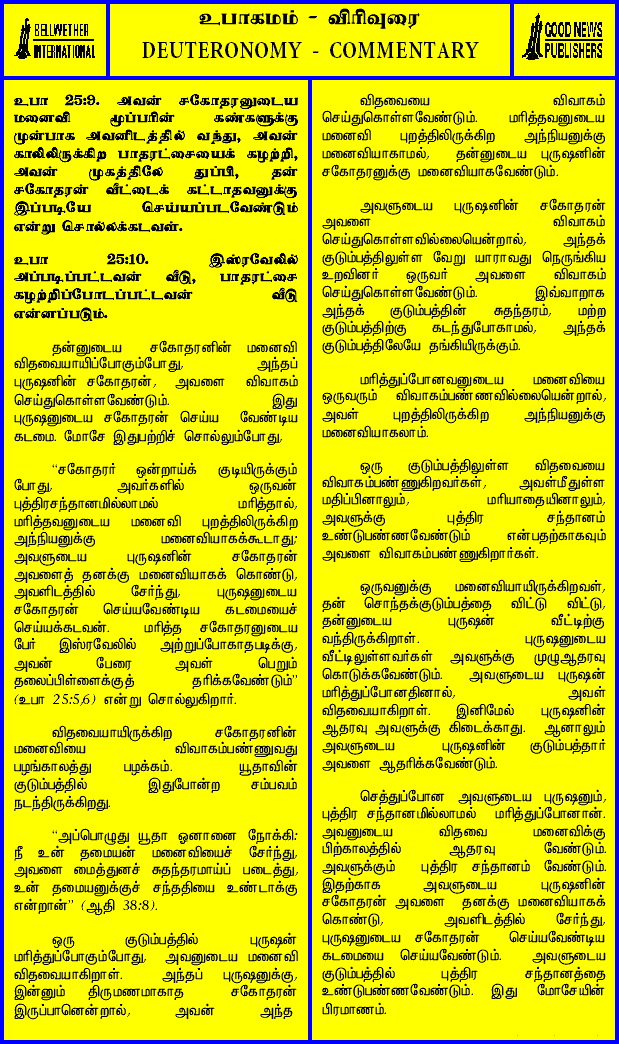 BELLWETHER
INTERNATIONAL
உபாகமம் - விரிவுரை
DEUTERONOMY - COMMENTARY
GOOD NEWS
PUBLISHERS
உபா 25:9. அவன் சகோதரனுடைய
மனைவி மூப்பரின் கண்களுக்கு
முன்பாக அவனிடத்தில் வந்து, அவன்
காலிலிருக்கிற பாதரட்சையைக் கழற்றி,
அவன் முகத்திலே துப்பி, தன்
சகோதரன் வீட்டைக் கட்டாதவனுக்கு
இப்படியே செய்யப்படவேண்டும்
என்று சொல்லக்கடவள்.
உபா 25:10. இஸ்ரவேலில்
அப்படிப்பட்டவன் வீடு, பாதரட்சை
கழற்றிப்போடப்பட்டவன் வீடு
என்னப்படும்.
தன்னுடைய சகோதரனின் மனைவி
விதவையாயிப்போகும்போது, அந்தப்
புருஷனின் சகோதரன், அவளை விவாகம்
செய்துகொள்ளவேண்டும். இது
புருஷனுடைய சகோதரன் செய்ய வேண்டிய
கடமை. மோசே இதுபற்றிச் சொல்லும்போது,
“சகோதரர் ஒன்றாய்க் குடியிருக்கும்
போது, அவர்களில் ஒருவன்
புத்திரசந்தானமில்லாமல் மரித்தால்,
மரித்தவனுடைய மனைவி புறத்திலிருக்கிற
அந்நியனுக்கு மனைவியாகக்கூடாது;
அவளுடைய புருஷனின் சகோதரன்
அவளைத் தனக்கு மனைவியாகக் கொண்டு,
அவளிடத்தில் சேர்ந்து, புருஷனுடைய
சகோதரன் செய்யவேண்டிய கடமையைச்
செய்யக்கடவன். மரித்த சகோதரனுடைய
பேர் இஸ்ரவேலில் அற்றுப்போகாதபடிக்கு,
அவன் பேரை அவள் பெறும்
தலைப்பிள்ளைக்குத் தரிக்கவேண்டும்”
(உபா 25:5,6) என்று சொல்லுகிறார்.
விதவையாயிருக்கிற சகோதரனின்
மனைவியை விவாகம்பண்ணுவது
பழங்காலத்து பழக்கம். யூதாவின்
குடும்பத்தில் இதுபோன்ற சம்பவம்
நடந்திருக்கிறது.
“அப்பொழுது யூதா ஓனானை நோக்கி:
நீ உன் தமையன் மனைவியைச் சேர்ந்து,
அவளை மைத்துனச் சுதந்தரமாய்ப் படைத்து,
உன் தமையனுக்குச் சந்ததியை உண்டாக்கு
என்றான்” (ஆதி 38:8).
ஒரு குடும்பத்தில் புருஷன்
மரித்துப்போகும்போது, அவனுடைய மனைவி
விதவையாகிறாள். அந்தப் புருஷனுக்கு,
இன்னும் திருமணமாகாத சகோதரன்
இருப்பானென்றால், அவன் அந்த
விதவையை விவாகம்
செய்துகொள்ளவேண்டும். மரித்தவனுடைய
மனைவி புறத்திலிருக்கிற அந்நியனுக்கு
மனைவியாகாமல், தன்னுடைய புருஷனின்
சகோதரனுக்கு மனைவியாகவேண்டும்.
அவளுடைய புருஷனின் சகோதரன்
அவளை விவாகம்
செய்துகொள்ளவில்லையென்றால், அந்தக்
குடும்பத்திலுள்ள வேறு யாராவது நெருங்கிய
உறவினர் ஒருவர் அவளை விவாகம்
செய்துகொள்ளவேண்டும். இவ்வாறாக
அந்தக் குடும்பத்தின் சுதந்தரம், மற்ற
குடும்பத்திற்கு கடந்துபோகாமல், அந்தக்
குடும்பத்திலேயே தங்கியிருக்கும்.
மரித்துப்போனவனுடைய மனைவியை
ஒருவரும் விவாகம்பண்ணவில்லையென்றால்,
அவள் புறத்திலிருக்கிற அந்நியனுக்கு
மனைவியாகலாம்.
ஒரு குடும்பத்திலுள்ள விதவையை
விவாகம்பண்ணுகிறவர்கள், அவள்மீதுள்ள
மதிப்பினாலும், மரியாதையினாலும்,
அவளுக்கு புத்திர சந்தானம்
உண்டுபண்ணவேண்டும் என்பதற்காகவும்
அவளை விவாகம்பண்ணுகிறார்கள்.
ஒருவனுக்கு மனைவியாயிருக்கிறவள்,
தன் சொந்தக்குடும்பத்தை விட்டு விட்டு,
தன்னுடைய புருஷன் வீட்டிற்கு
வந்திருக்கிறாள். புருஷனுடைய
வீட்டிலுள்ளவர்கள் அவளுக்கு முழுஆதரவு
கொடுக்கவேண்டும். அவளுடைய புருஷன்
மரித்துப்போனதினால், அவள்
விதவையாகிறாள். இனிமேல் புருஷனின்
ஆதரவு அவளுக்கு கிடைக்காது. ஆனாலும்
அவளுடைய புருஷனின் குடும்பத்தார்
அவளை ஆதரிக்கவேண்டும்.
செத்துப்போன அவளுடைய புருஷனும்,
புத்திர சந்தானமில்லாமல் மரித்துப்போனான்.
அவனுடைய விதவை மனைவிக்கு
பிற்காலத்தில் ஆதரவு வேண்டும்.
அவளுக்கும் புத்திர சந்தானம் வேண்டும்.
இதற்காக அவளுடைய புருஷனின்
சகோதரன் அவளை தனக்கு மனைவியாகக்
கொண்டு, அவளிடத்தில் சேர்ந்து,
புருஷனுடைய சகோதரன் செய்யவேண்டிய
கடமையை செய்யவேண்டும். அவளுடைய
குடும்பத்தில் புத்திர சந்தானத்தை
உண்டுபண்ணவேண்டும். இது மோசேயின்
பிரமாணம்.